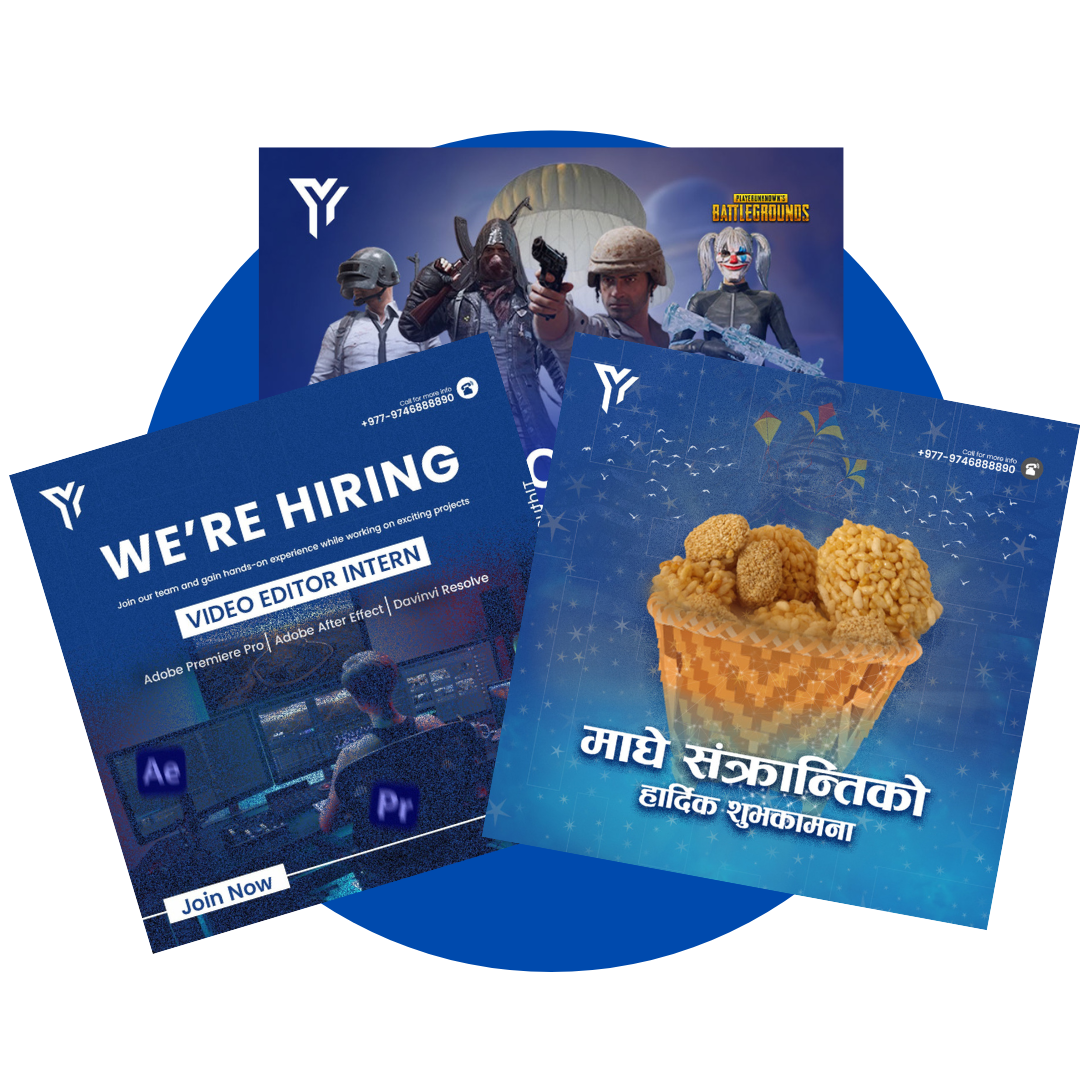 PLAYERUNKNOWN'S
BATTLEGROUNDS
Call for more info
+977-9746888890
WE'RE HIRING
Join our team and gain hands-on experience while working on exciting projects
VIDEO EDITOR INTERN
Adobe Premiere Pro| Adobe After Effect| Davinvi Resolve
Ae
Pr
Join Now
Call for more info
+977-9746888890
माघे संक्रान्तिको
हार्दिक शुभकामना